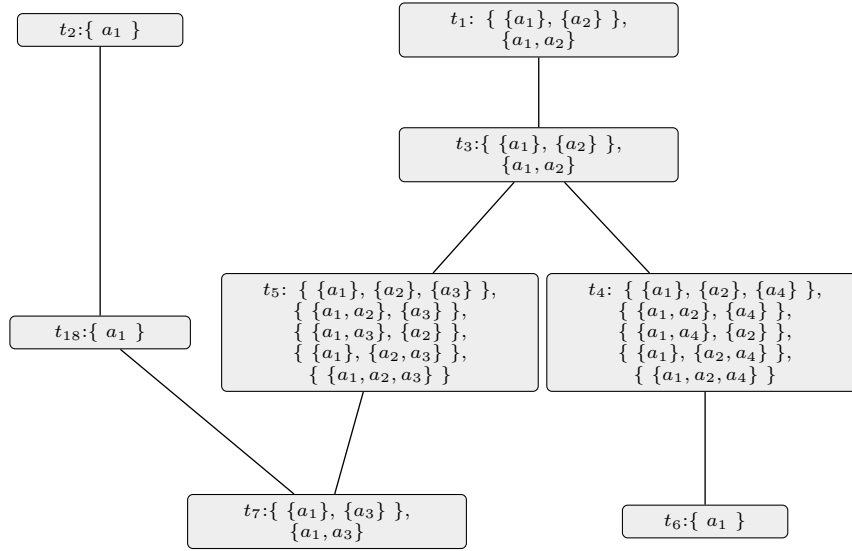 t₂:{ a₁ }
t₁: { {a₁}, {a₂} },
{a₁, a₂}
t₃:{ {a₁}, {a₂} },
{a₁, a₂}
t₅: { {a₁}, {a₂}, {a₃} },
{ {a₁, a₂}, {a₃} },
{ {a₁, a₃}, {a₂} },
{ {a₁}, {a₂, a₃} },
{ {a₁, a₂, a₃} }
t₄: { {a₁}, {a₂}, {a₄} },
{ {a₁, a₂}, {a₄} },
{ {a₁, a₄}, {a₂} },
{ {a₁}, {a₂, a₄} },
{ {a₁, a₂, a₄} }
t₁₈:{ a₁ }
t₇:{ {a₁}, {a₃} },
{a₁, a₃}
t₆:{ a₁ }